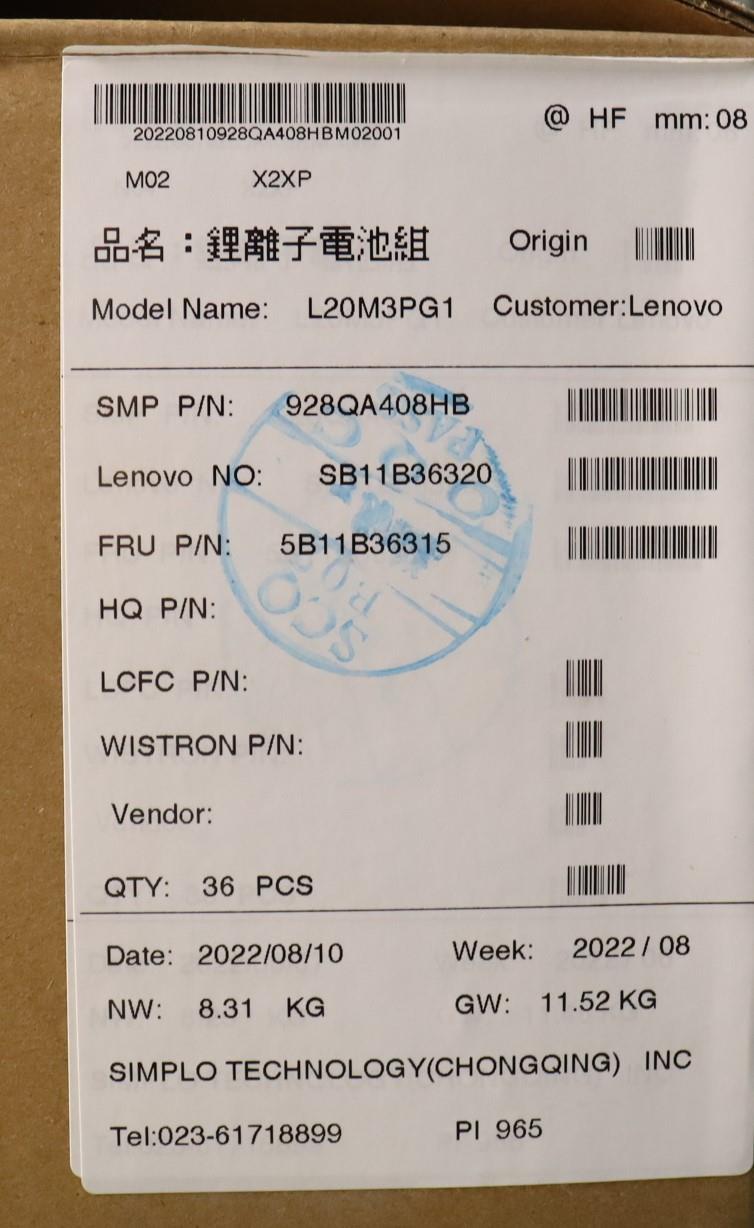 @ HF mm: 08
20220810928QA408HBM02001
M02 X2XP
品名：鋰離子電池組 Origin
Model Name: L20M3PG1 Customer:Lenovo
SMP P/N: 928QA408HB
Lenovo NO: SB11B36320
FRU P/N: 5B11B36315
HQ P/N:
LCFC P/N:
WISTRON P/N:
Vendor:
QTY: 36 PCS
Date: 2022/08/10 Week: 2022 / 08
NW: 8.31 KG GW: 11.52 KG
SIMPLO TECHNOLOGY(CHONGQING) INC
Tel:023-61718899 PI 965